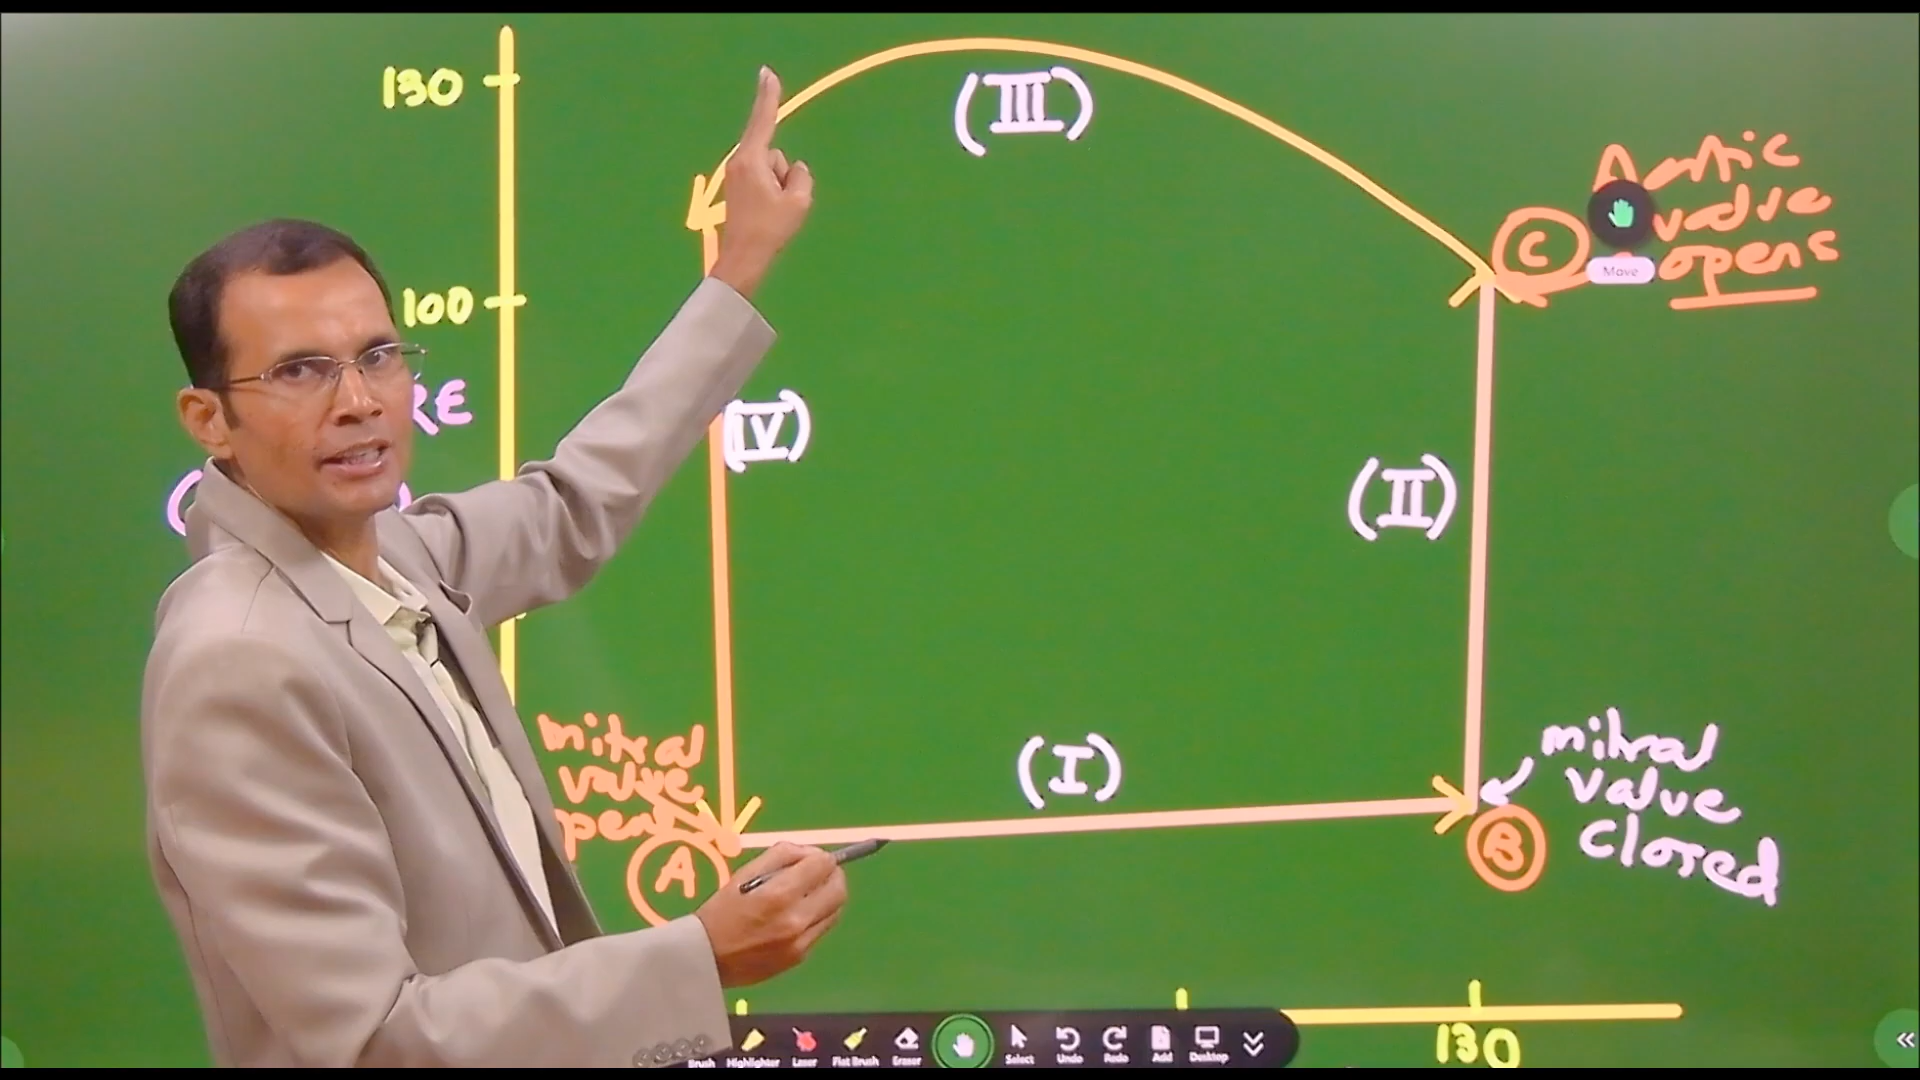 130
(III)
Aortic
valve
opens
C
Move
100
RE
(IV)
(II)
mitral
valve
open
A
(I)
mitral
valve
closed
B
130
Brush
Highlighter
Laser
Flat Brush
Eraser
Select
Undo
Redo
Add
Desktop